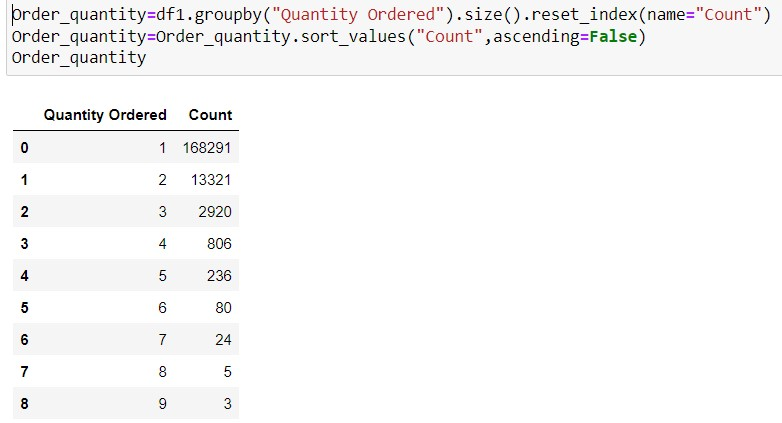 Order_quantity=df1.groupby("Quantity Ordered").size().reset_index(name="Count")
Order_quantity=Order_quantity.sort_values("Count",ascending=False)
Order_quantity
Quantity Ordered Count
0 1 168291
1 2 13321
2 3 2920
3 4 806
4 5 236
5 6 80
6 7 24
7 8 5
8 9 3